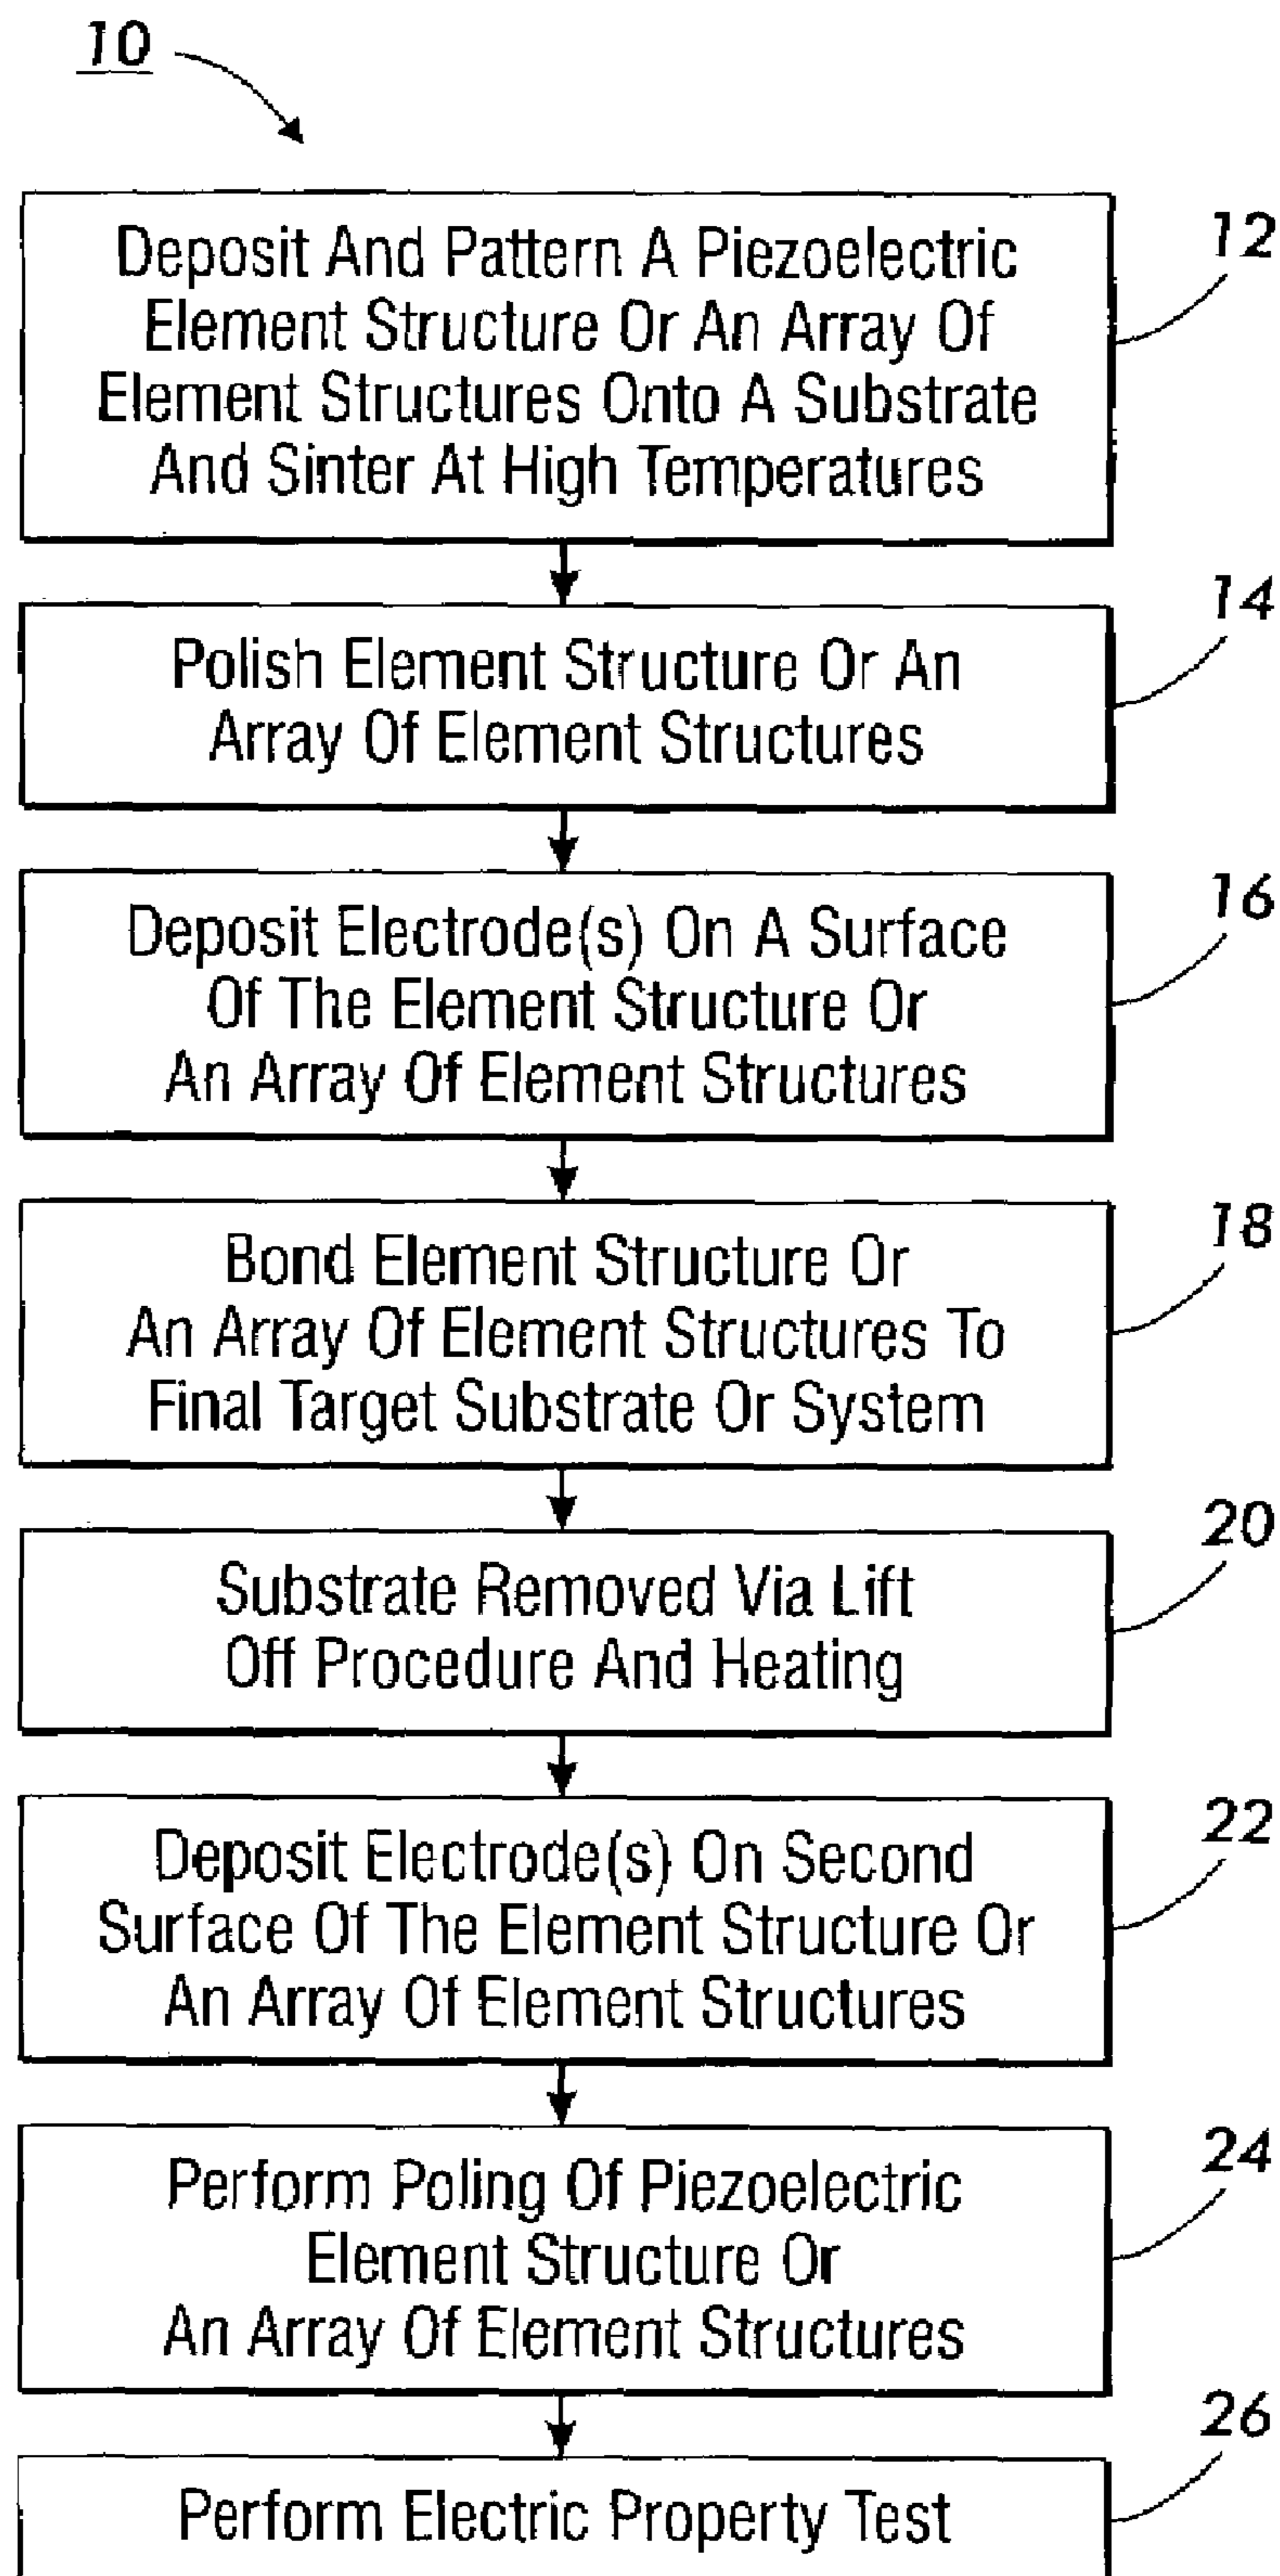 10
Deposit And Pattern A Piezoelectric
Element Structure Or An Array Of
Element Structures Onto A Substrate
And Sinter At High Temperatures
12
Polish Element Structure Or An
Array Of Element Structures
14
Deposit Electrode(s) On A Surface
Of The Element Structure Or
An Array Of Element Structures
16
Bond Element Structure Or
An Array Of Element Structures To
Final Target Substrate Or System
18
Substrate Removed Via Lift
Off Procedure And Heating
20
Deposit Electrode(s) On Second
Surface Of The Element Structure Or
An Array Of Element Structures
22
Perform Poling Of Piezoelectric
Element Structure Or
An Array Of Element Structures
24
Perform Electric Property Test
26